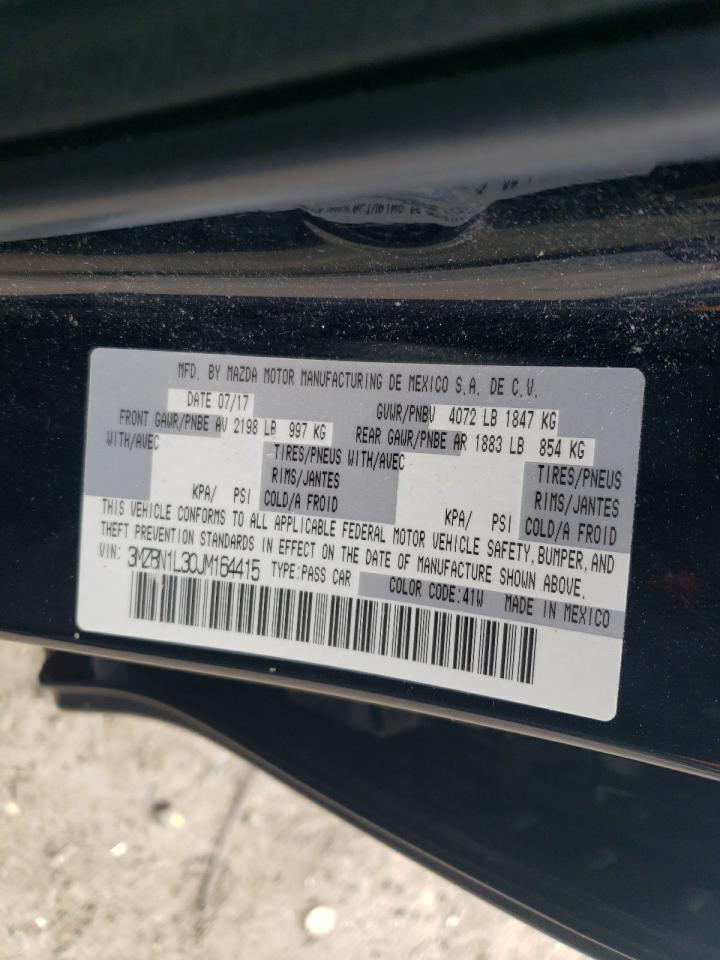 MFD. BY MAZDA MOTOR MANUFACTURING DE MEXICO S.A. DE C.V.
DATE 07/17 GVWR/PNBV 4072 LB 1847 KG
FRONT GAWR/PNBE AV 2198 LB 997 KG REAR GAWR/PNBE AR 1883 LB 854 KG
WITH/AVEC TIRES/PNEUS WITH/AVEC TIRES/PNEUS
RIMS/JANTES RIMS/JANTES
KPA/ PSI COLD/A FROID KPA/ PSI COLD/A FROID
THIS VEHICLE CONFORMS TO ALL APPLICABLE FEDERAL MOTOR VEHICLE SAFETY, BUMPER, AND
THEFT PREVENTION STANDARDS IN EFFECT ON THE DATE OF MANUFACTURE SHOWN ABOVE.
VIN: 3MZBN1L30JM164415 TYPE:PASS CAR COLOR CODE:41W MADE IN MEXICO